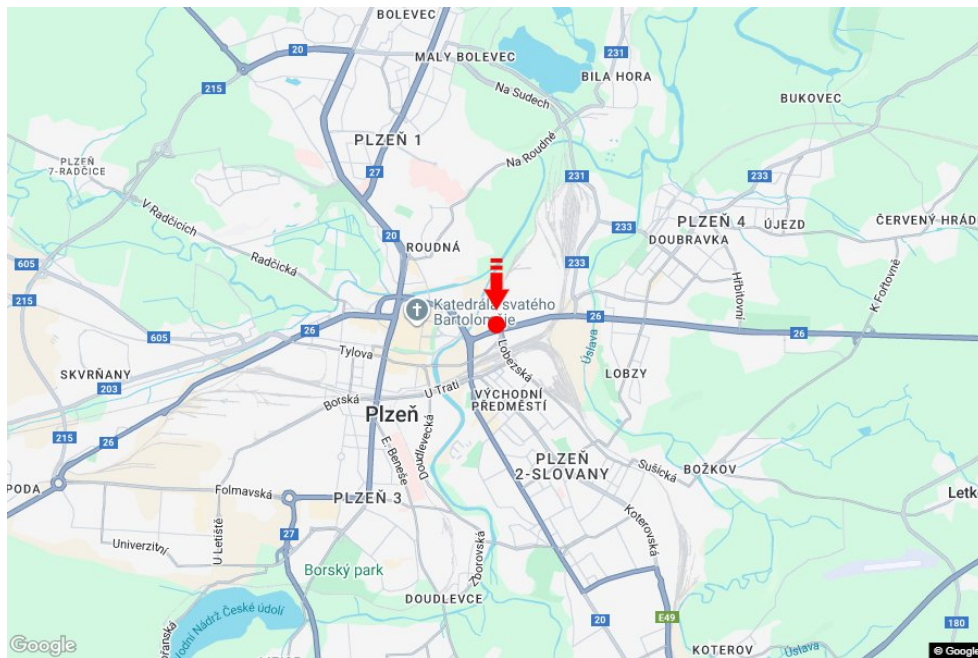 BOLEVEC
20
MALÝ BOLEVEC
231
BÍLÁ HORA
26
215
Na Sudech
BUKOVEC
PLZEŇ 1
PLZEŇ
7-RADČICE
27
Na Roudné
233
231
V Radčicích
20
233
PLZEŇ 4
ÚJEZD
ČERVENÝ HRÁD
ROUDNÁ
DOUBRAVKA
Radčická
605
233
Hřbitovní
K Fořtovně
Katedrála svatého
Bartoloměje
26
26
26
605
Tylova
Lobezská
Úslava
SKVRŇANY
203
U Trati
LOBZY
Borská
VÝCHODNÍ
PŘEDMĚSTÍ
Plzeň
215
26
Doudlevecká
E. Beneše
PLZEŇ
2-SLOVANY
Sušická
BOŽKOV
PODA
Folmavská
PLZEŇ 3
Letk
U Letiště
Koterovská
27
Univerzitní
Zborovská
Borský park
DOUDLEVCE
Vodní Nádrž České údolí
E49
20
180
KOTEROV
Úslava
Google
© Google